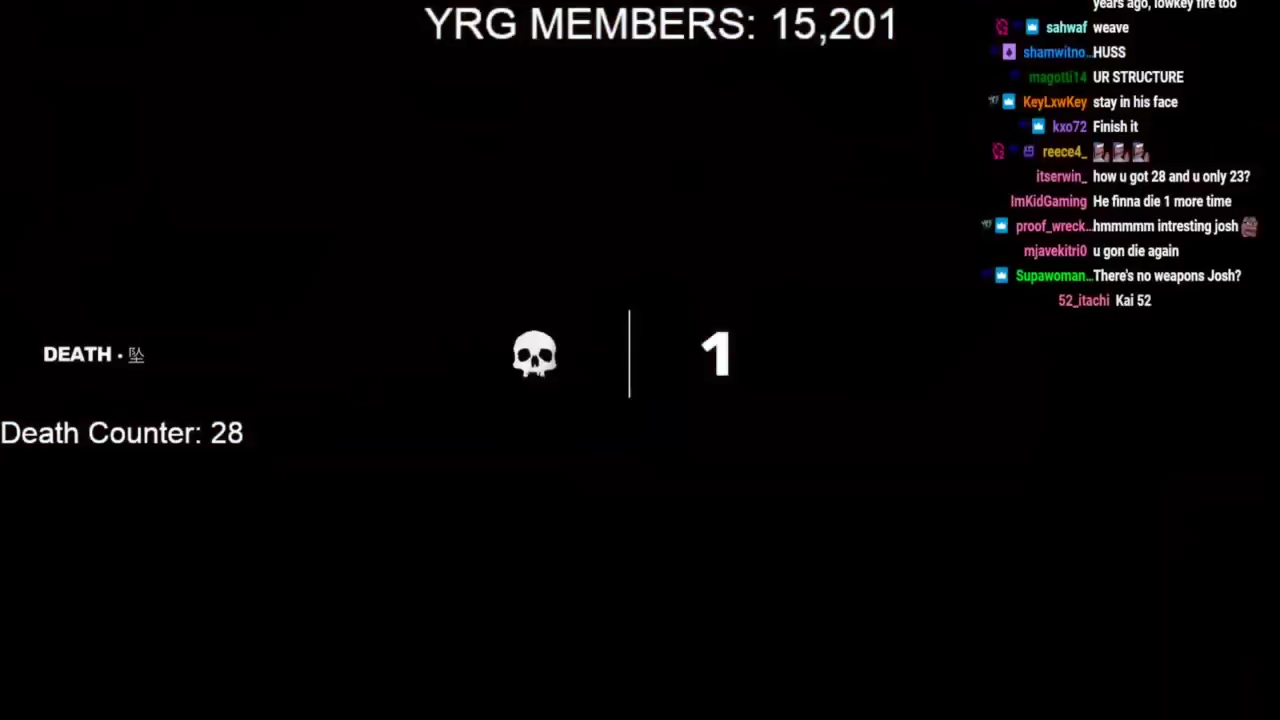 YRG MEMBERS: 15,201
years ago, lowkey fire too
sahwaf weave
shamwitno...HUSS
magotti14 UR STRUCTURE
KeyLxwKey stay in his face
kxo72 Finish it
reece4_
itserwin_ how u got 28 and u only 23?
ImKidGaming He finna die 1 more time
proof_wreck...hmmmmm intresting josh
mjavekitri0 u gon die again
Supawoman...There's no weapons Josh?
52_itachi Kai 52
DEATH · 坠
1
Death Counter: 28